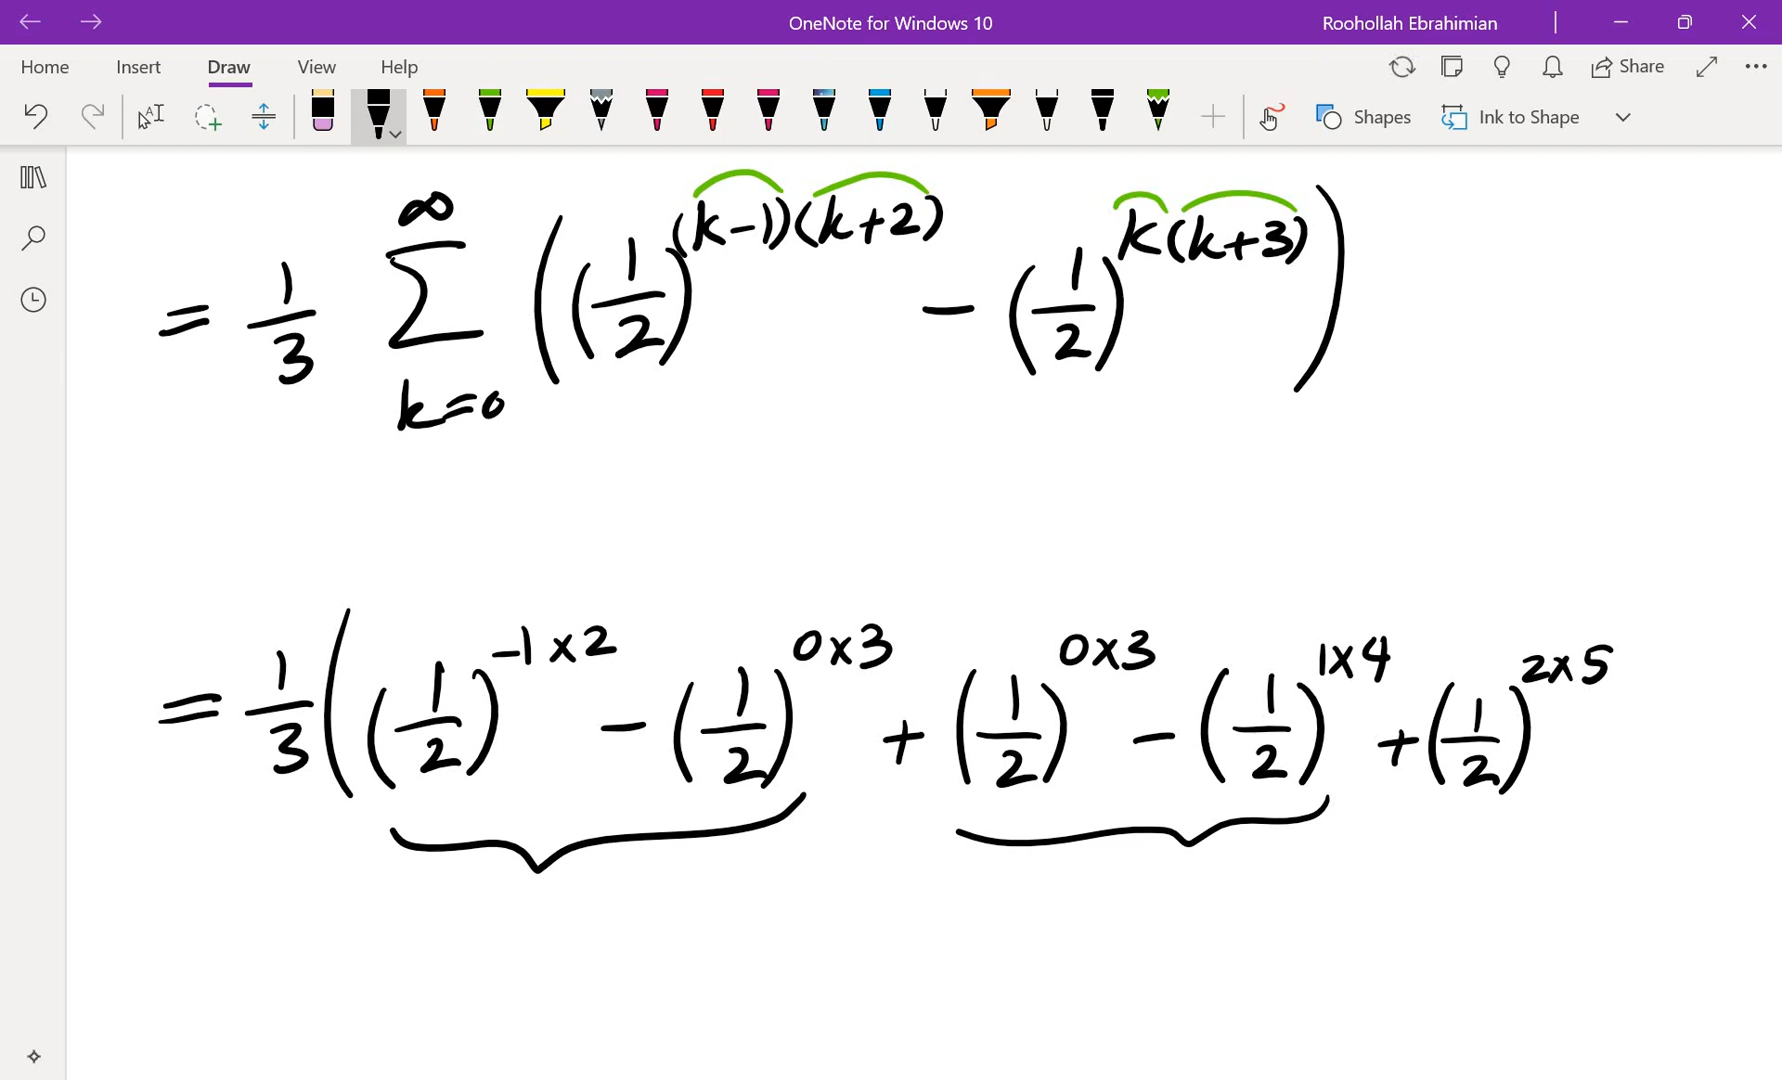 OneNote for Windows 10
Roohollah Ebrahimian
Home Insert Draw View Help
Share
Shapes Ink to Shape
= 1/3 ∑_{k=0}^{∞} ((1/2)^{(k-1)(k+2)} - (1/2)^{k(k+3)})
= 1/3 ((1/2)^{-1×2} - (1/2)^{0×3} + (1/2)^{0×3} - (1/2)^{1×4} + (1/2)^{2×5}